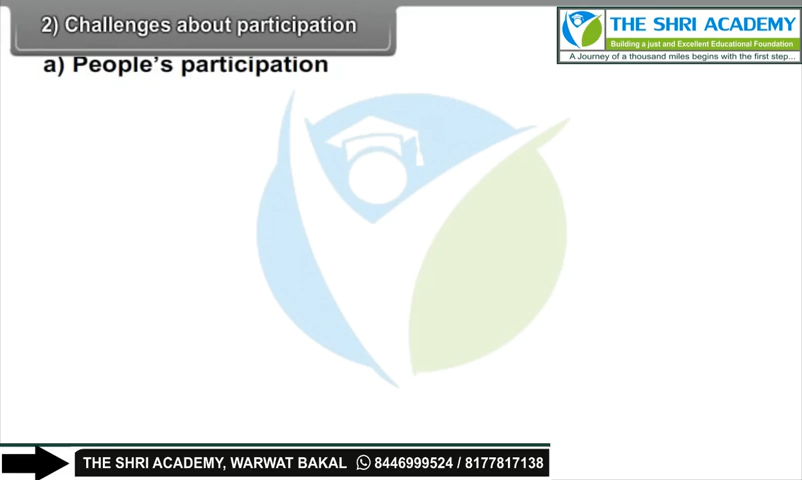 2) Challenges about participation
a) People's participation
THE SHRI ACADEMY
Building a just and Excellent Educational Foundation
A Journey of a thousand miles begins with the first step...
THE SHRI ACADEMY, WARWAT BAKAL 8446999524 / 8177817138